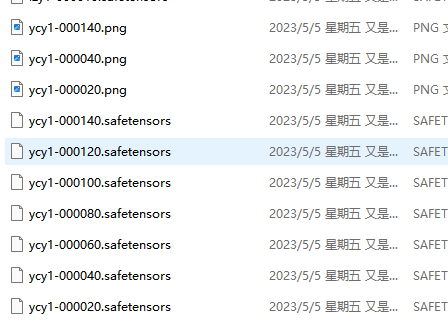 ycy1-000140.png 2023/5/5 星期五 又是... PNG 文
ycy1-000040.png 2023/5/5 星期五 又是... PNG 文
ycy1-000020.png 2023/5/5 星期五 又是... PNG 文
ycy1-000140.safetensors 2023/5/5 星期五 又是... SAFET
ycy1-000120.safetensors 2023/5/5 星期五 又是... SAFET
ycy1-000100.safetensors 2023/5/5 星期五 又是... SAFET
ycy1-000080.safetensors 2023/5/5 星期五 又是... SAFET
ycy1-000060.safetensors 2023/5/5 星期五 又是... SAFET
ycy1-000040.safetensors 2023/5/5 星期五 又是... SAFET
ycy1-000020.safetensors 2023/5/5 星期五 又是... SAFET